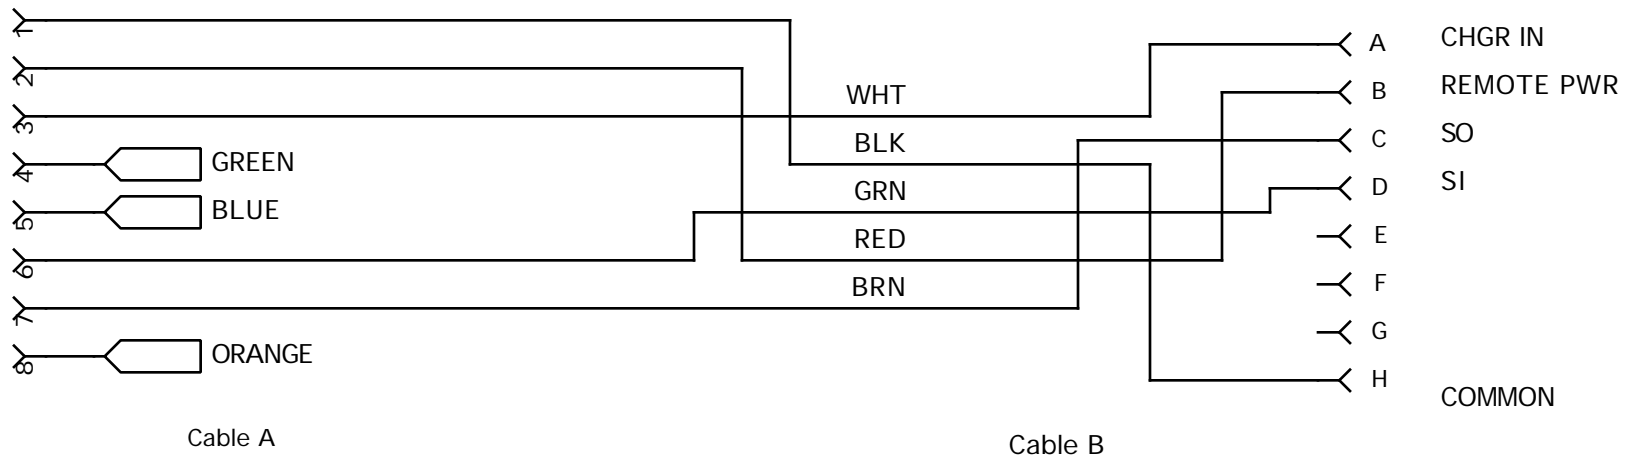 1
2
3
4
5
6
7
8
GREEN
BLUE
ORANGE
WHT
BLK
GRN
RED
BRN
A CHGR IN
B REMOTE PWR
C SO
D SI
E
F
G
H
COMMON
Cable A
Cable B